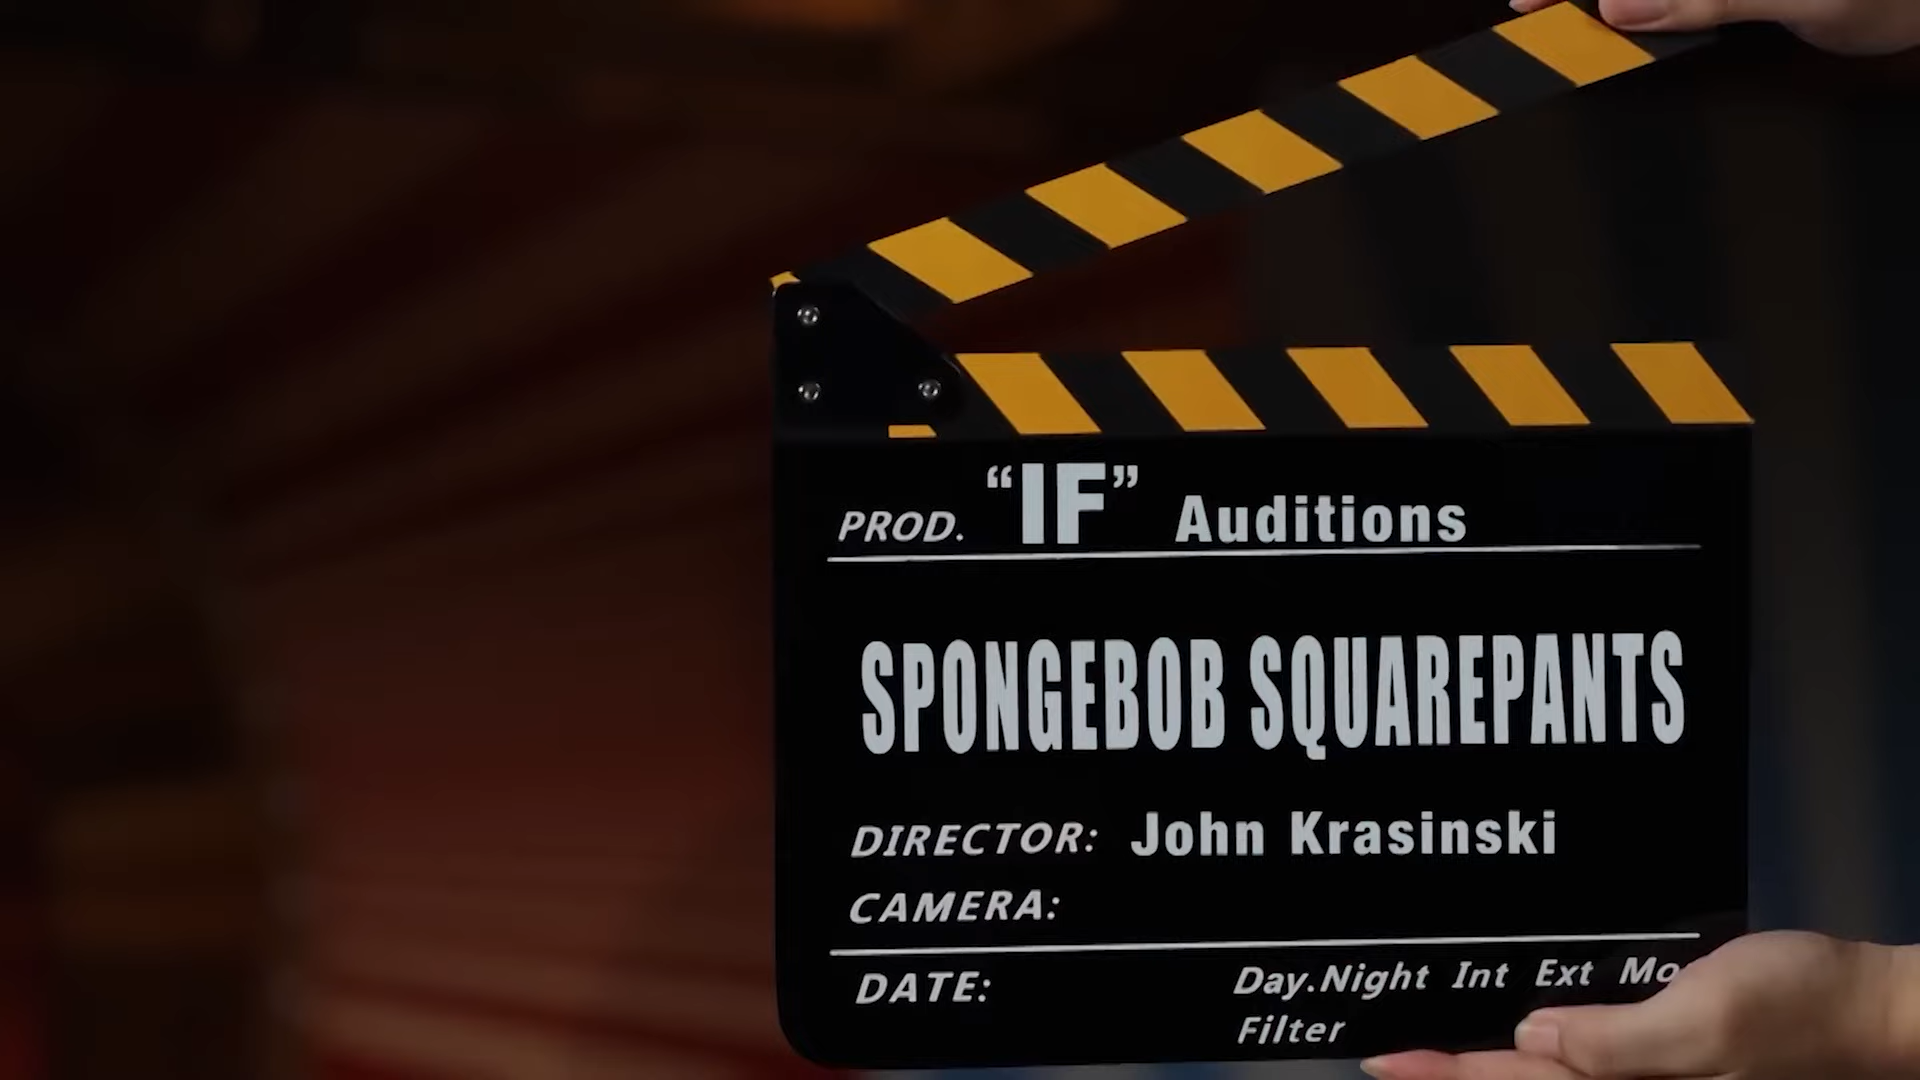 PROD. “IF” Auditions
SPONGEBOB SQUAREPANTS
DIRECTOR: John Krasinski
CAMERA:
DATE: Day.Night Int Ext
Filter